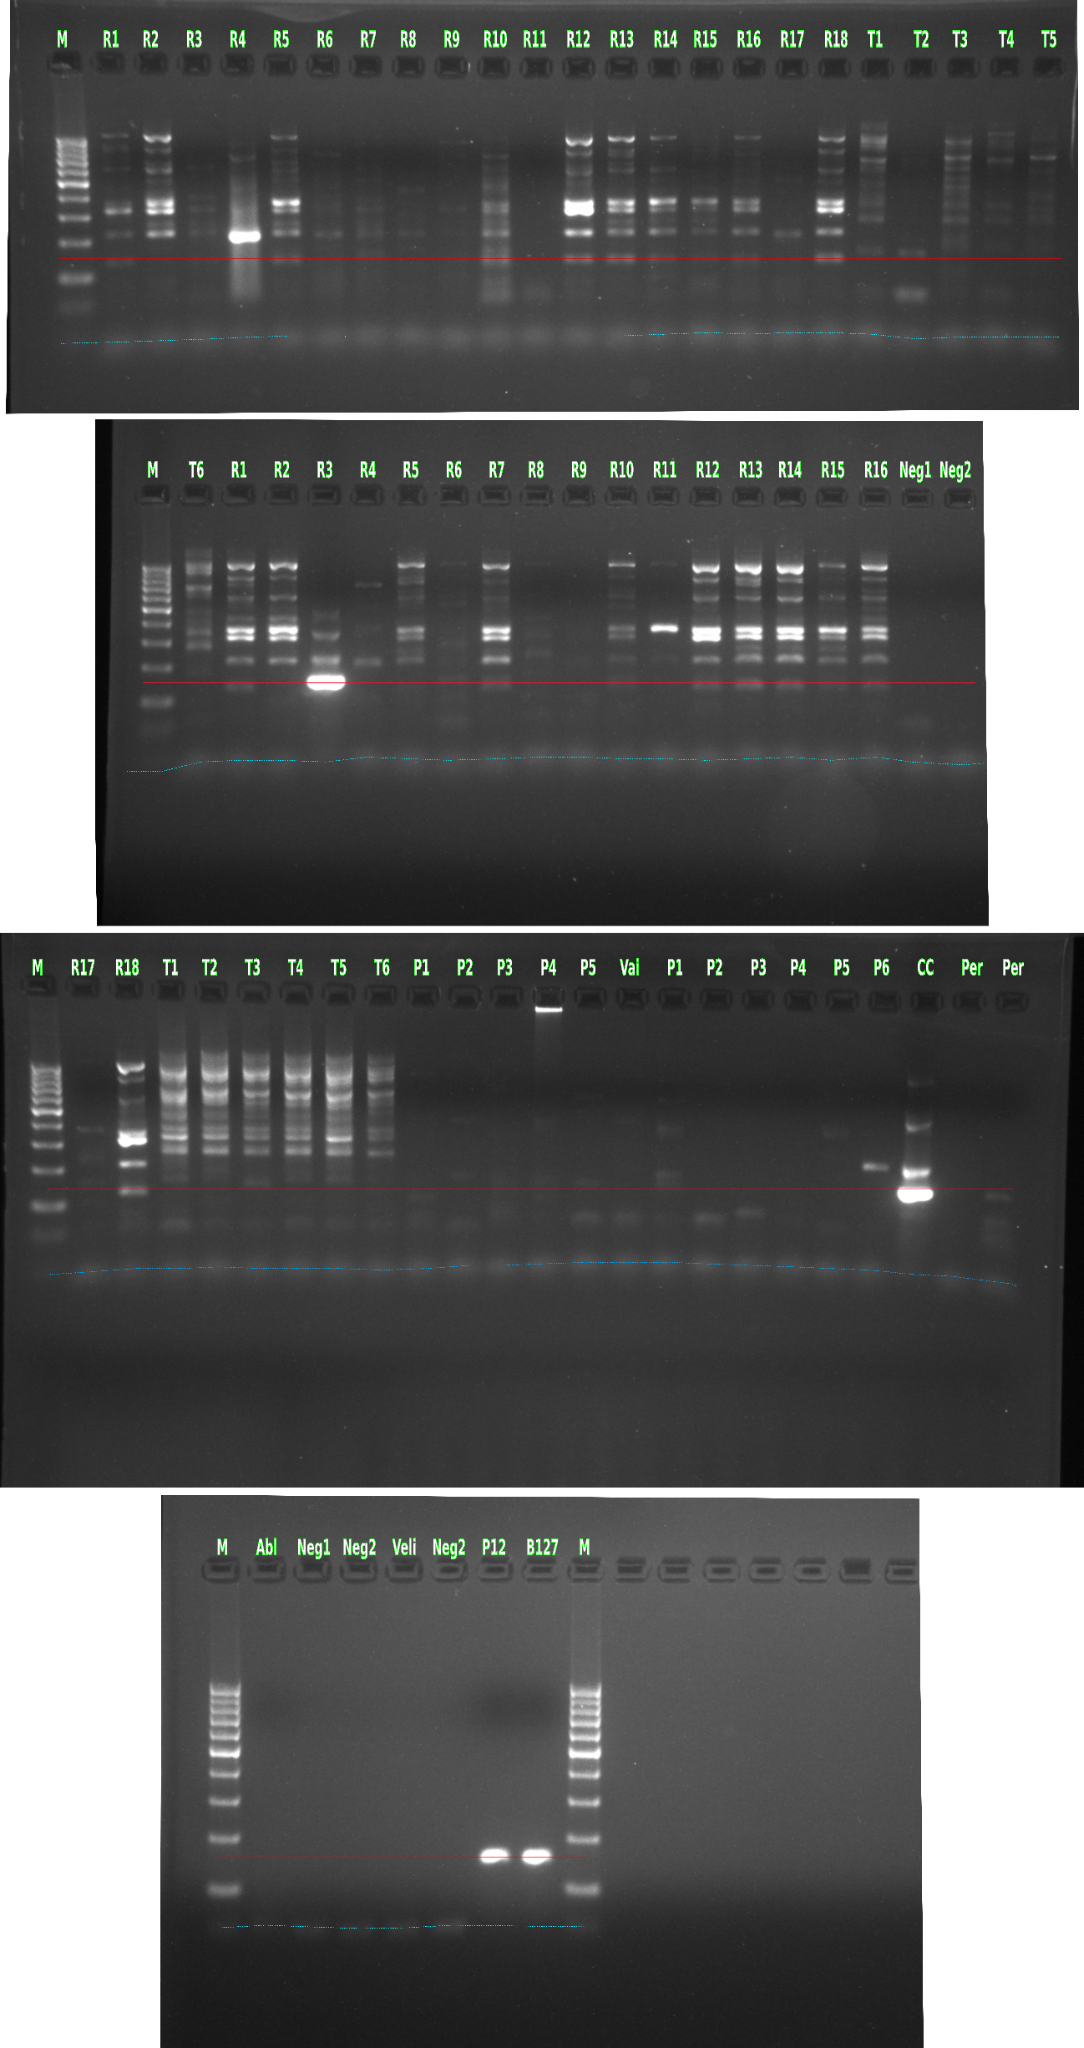 M R1 R2 R3 R4 R5 R6 R7 R8 R9 R10 R11 R12 R13 R14 R15 R16 R17 R18 T1 T2 T3 T4 T5
M T6 R1 R2 R3 R4 R5 R6 R7 R8 R9 R10 R11 R12 R13 R14 R15 R16 Neg1 Neg2
M R17 R18 T1 T2 T3 T4 T5 T6 P1 P2 P3 P4 P5 Vai P1 P2 P3 P4 P5 P6 CC Per Per
M Abl Neg1 Neg2 Veli Neg2 P12 B127 M